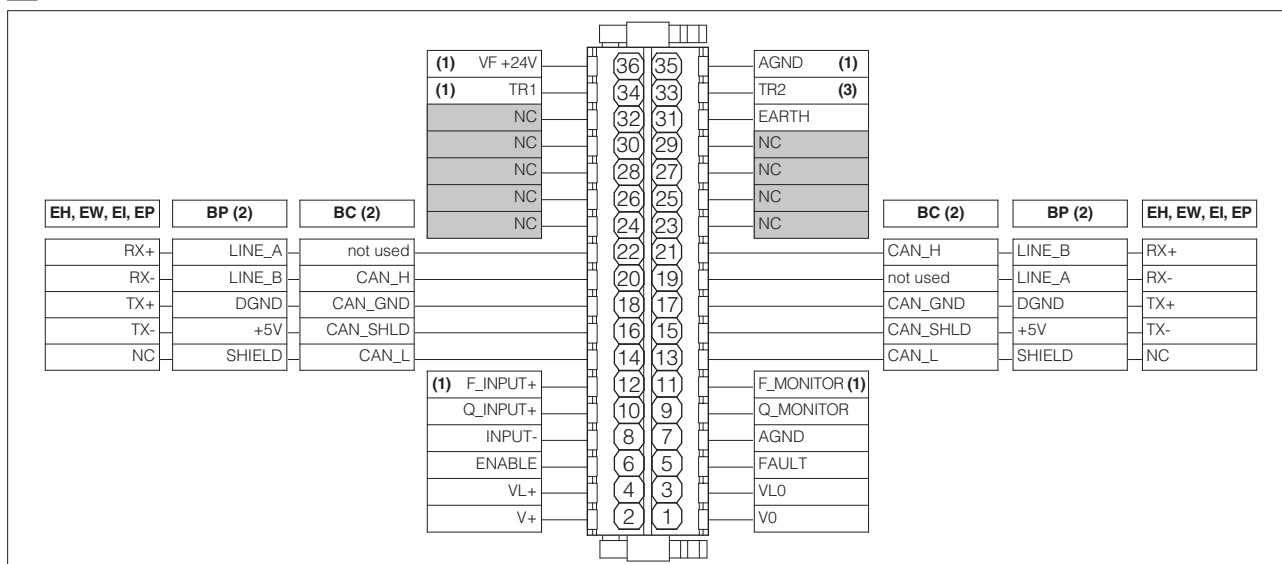 (1) VF +24V 36 35 AGND (1)
(1) TR1 34 33 TR2 (3)
NC 32 31 EARTH
NC 30 29 NC
NC 28 27 NC
NC 26 25 NC
NC 24 23 NC
EH, EW, EI, EP BP (2) BC (2) BC (2) BP (2) EH, EW, EI, EP
RX+ LINE_A not used 22 21 CAN_H LINE_B RX+
RX- LINE_B CAN_H 20 19 not used LINE_A RX-
TX+ DGND CAN_GND 18 17 CAN_GND DGND TX+
TX- +5V CAN_SHLD 16 15 CAN_SHLD +5V TX-
NC SHIELD CAN_L 14 13 CAN_L SHIELD NC
(1) F_INPUT+ 12 11 F_MONITOR (1)
Q_INPUT+ 10 9 Q_MONITOR
INPUT- 8 7 AGND
ENABLE 6 5 FAULT
VL+ 4 3 VL0
V+ 2 1 V0